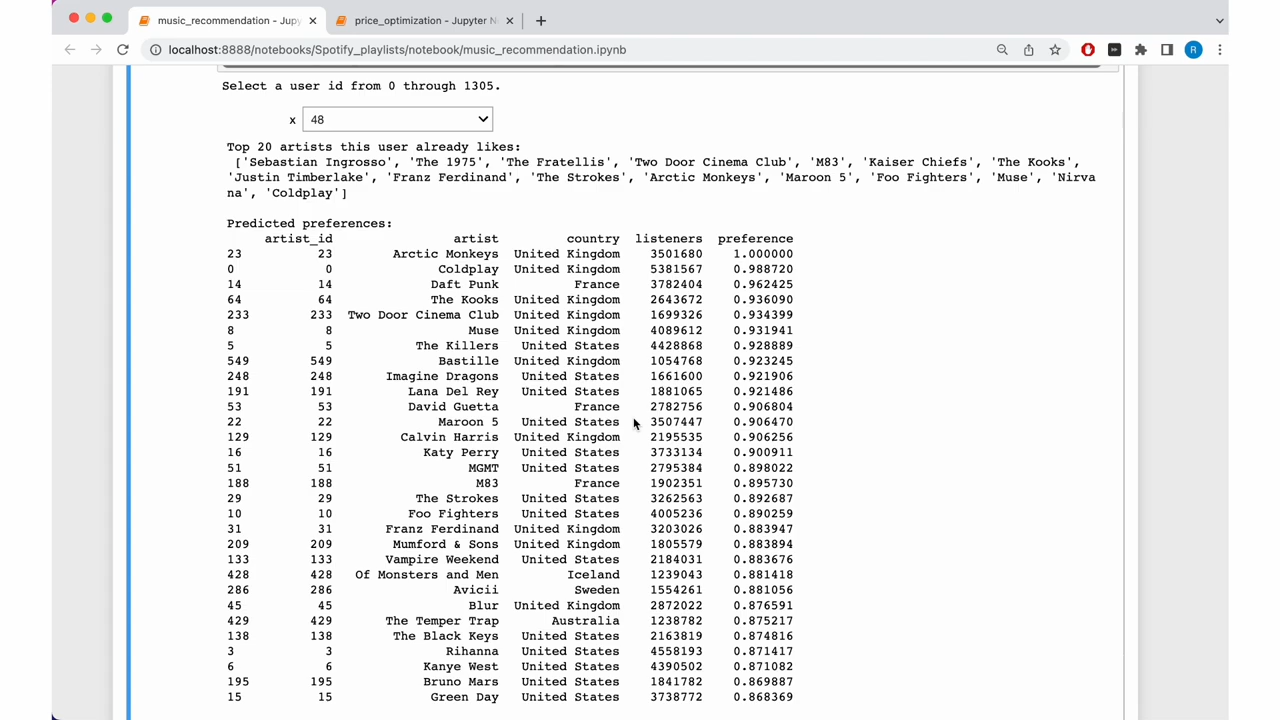 music_recommendation - Jupy
price_optimization - Jupyter N
localhost:8888/notebooks/Spotify_playlists/notebook/music_recommendation.ipynb
R
Select a user id from 0 through 1305.
x 48
Top 20 artists this user already likes:
['Sebastian Ingrosso', 'The 1975', 'The Fratellis', 'Two Door Cinema Club', 'M83', 'Kaiser Chiefs', 'The Kooks',
'Justin Timberlake', 'Franz Ferdinand', 'The Strokes', 'Arctic Monkeys', 'Maroon 5', 'Foo Fighters', 'Muse', 'Nirva
na', 'Coldplay']
Predicted preferences:
artist_id artist country listeners preference
23 23 Arctic Monkeys United Kingdom 3501680 1.000000
0 0 Coldplay United Kingdom 5381567 0.988720
14 14 Daft Punk France 3782404 0.962425
64 64 The Kooks United Kingdom 2643672 0.936090
233 233 Two Door Cinema Club United Kingdom 1699326 0.934399
8 8 Muse United Kingdom 4089612 0.931941
5 5 The Killers United States 4428868 0.928889
549 549 Bastille United Kingdom 1054768 0.923245
248 248 Imagine Dragons United States 1661600 0.921906
191 191 Lana Del Rey United States 1881065 0.921486
53 53 David Guetta France 2782756 0.906804
22 22 Maroon 5 United States 3507447 0.906470
129 129 Calvin Harris United Kingdom 2195535 0.906256
16 16 Katy Perry United States 3733134 0.900911
51 51 MGMT United States 2795384 0.898022
188 188 M83 France 1902351 0.895730
29 29 The Strokes United States 3262563 0.892687
10 10 Foo Fighters United States 4005236 0.890259
31 31 Franz Ferdinand United Kingdom 3203026 0.883947
209 209 Mumford & Sons United Kingdom 1805579 0.883894
133 133 Vampire Weekend United States 2184031 0.883676
428 428 Of Monsters and Men Iceland 1239043 0.881418
286 286 Avicii Sweden 1554261 0.881056
45 45 Blur United Kingdom 2872022 0.876591
429 429 The Temper Trap Australia 1238782 0.875217
138 138 The Black Keys United States 2163819 0.874816
3 3 Rihanna United States 4558193 0.871417
6 6 Kanye West United States 4390502 0.871082
195 195 Bruno Mars United States 1841782 0.869887
15 15 Green Day United States 3738772 0.868369